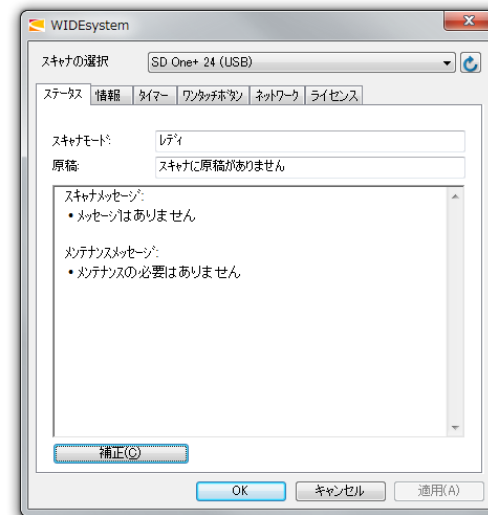 WIDEsystem
スキャナの選択 SD One+ 24 (USB)
ステータス 情報 タイマー ワンタッチボタン ネットワーク ライセンス
スキャナモード: レディ
原稿: スキャナに原稿がありません
スキャナメッセージ:
• メッセージはありません
メンテナンスメッセージ:
• メンテナンスの必要はありません
補正(C)
OK キャンセル 適用(A)